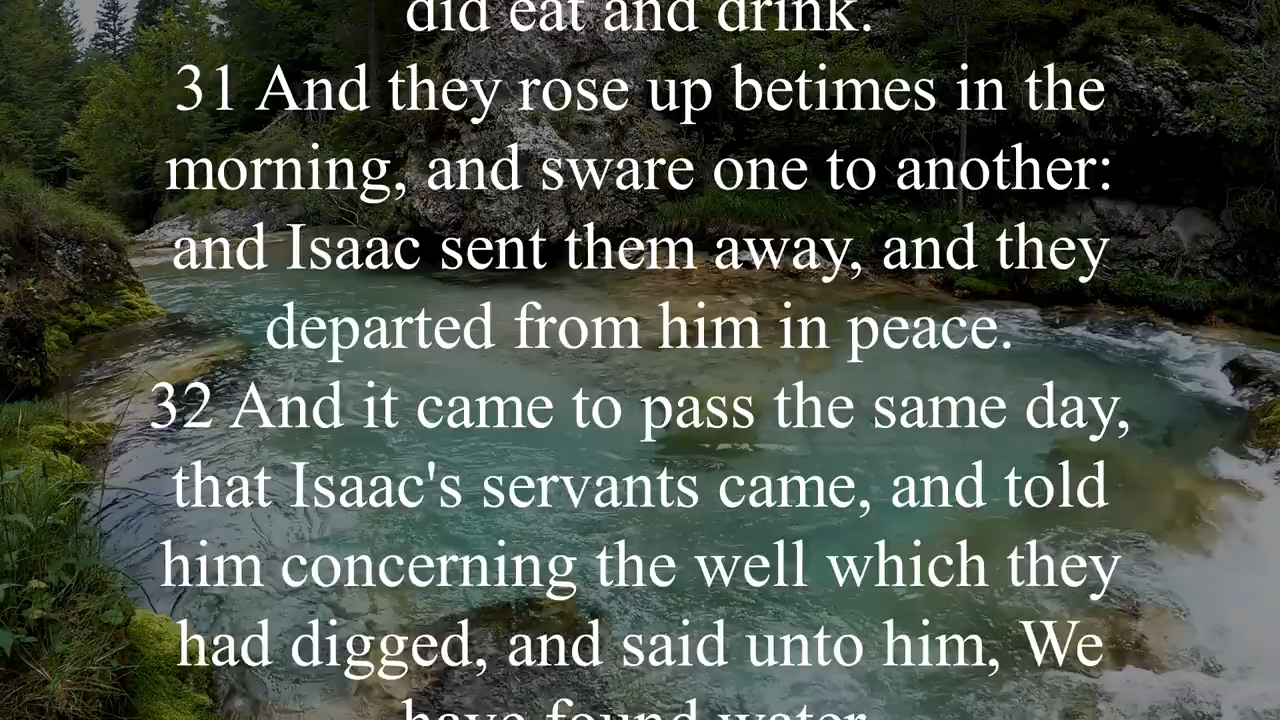 did eat and drink.
31 And they rose up betimes in the
morning, and sware one to another:
and Isaac sent them away, and they
departed from him in peace.
32 And it came to pass the same day,
that Isaac's servants came, and told
him concerning the well which they
had digged, and said unto him, We
have found water.